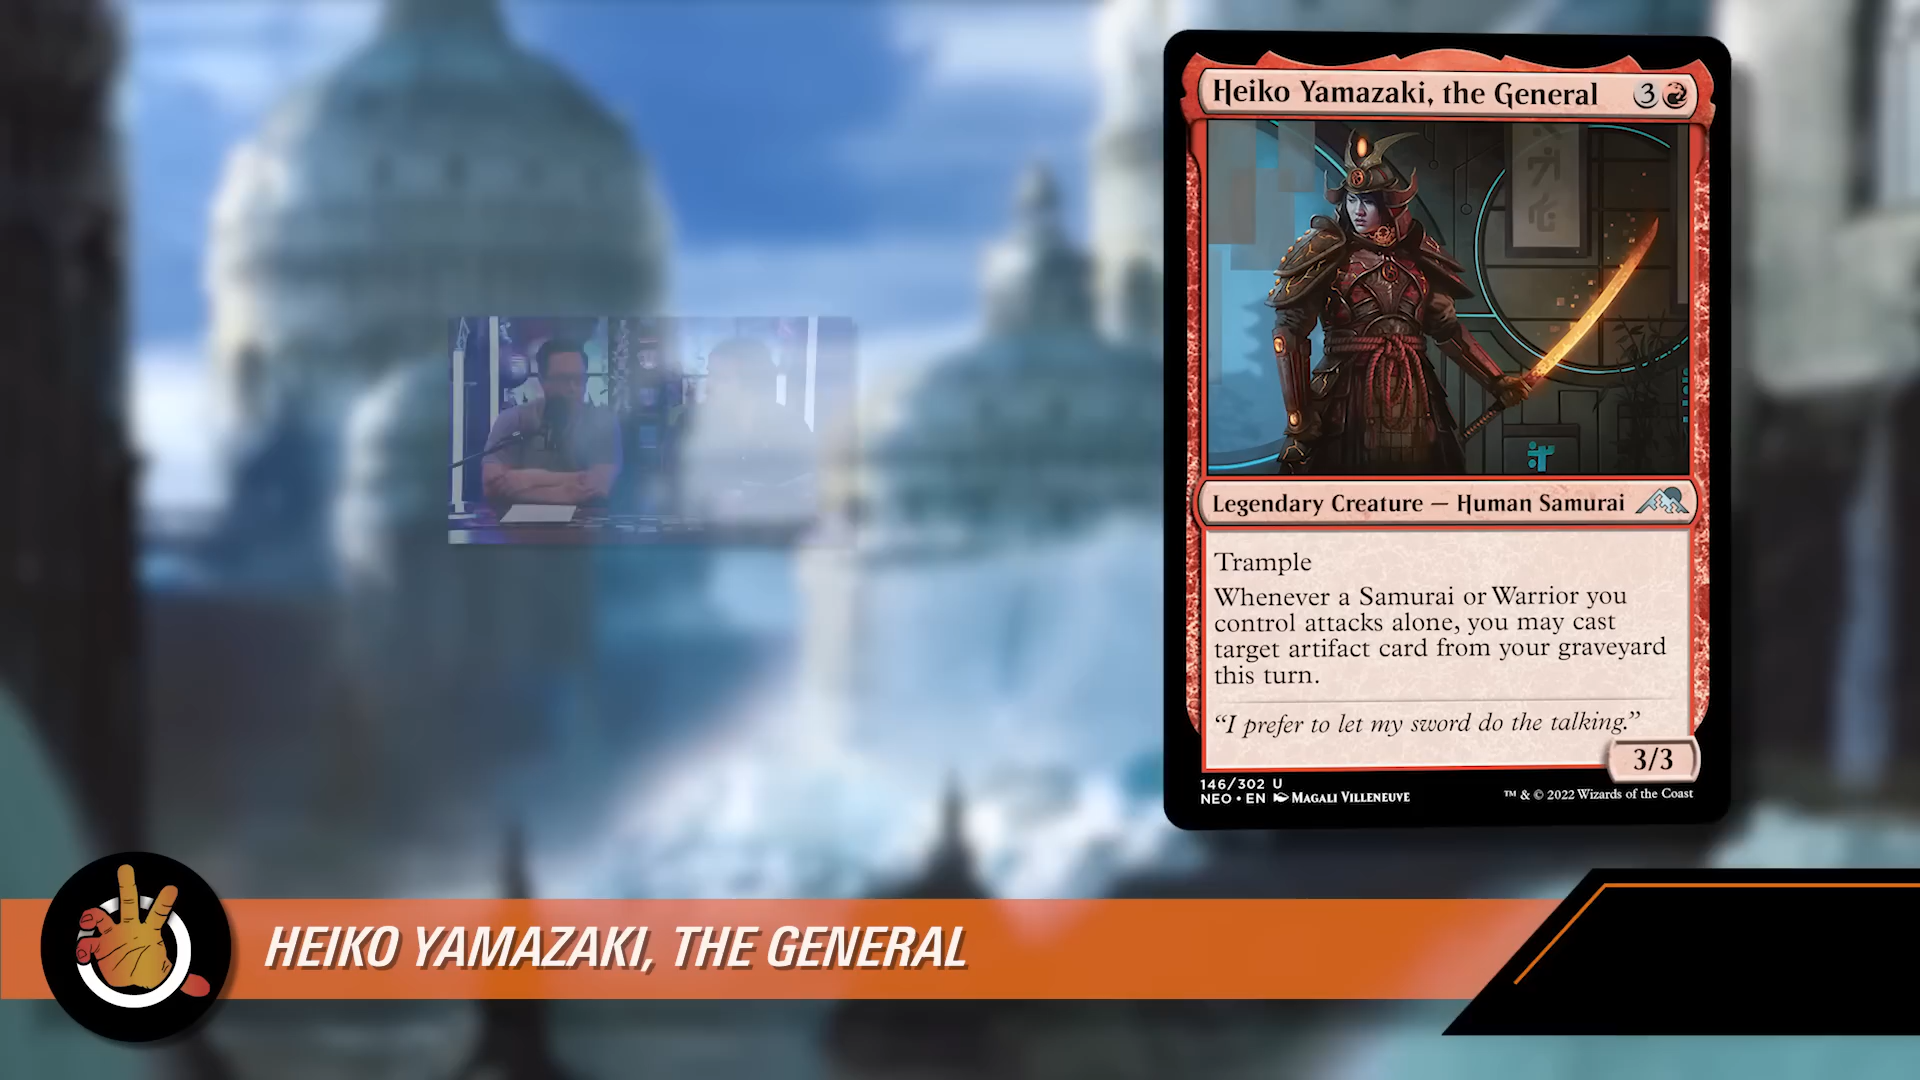 Heiko Yamazaki, the General 3
Legendary Creature — Human Samurai
Trample
Whenever a Samurai or Warrior you
control attacks alone, you may cast
target artifact card from your graveyard
this turn.
“I prefer to let my sword do the talking.”
3/3
146/302 U
NEO • EN MAGALI VILLENEUVE
™ & © 2022 Wizards of the Coast
HEIKO YAMAZAKI, THE GENERAL